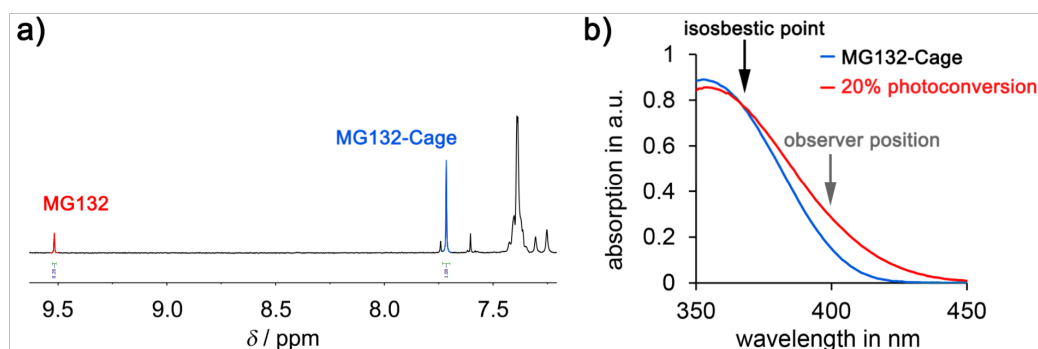 a)
MG132
MG132-Cage
9.5
9.0
8.5
8.0
7.5
δ / ppm
b)
isosbestic point
MG132-Cage
20% photoconversion
observer position
1
0.8
0.6
0.4
0.2
0
350
400
450
absorption in a.u.
wavelength in nm